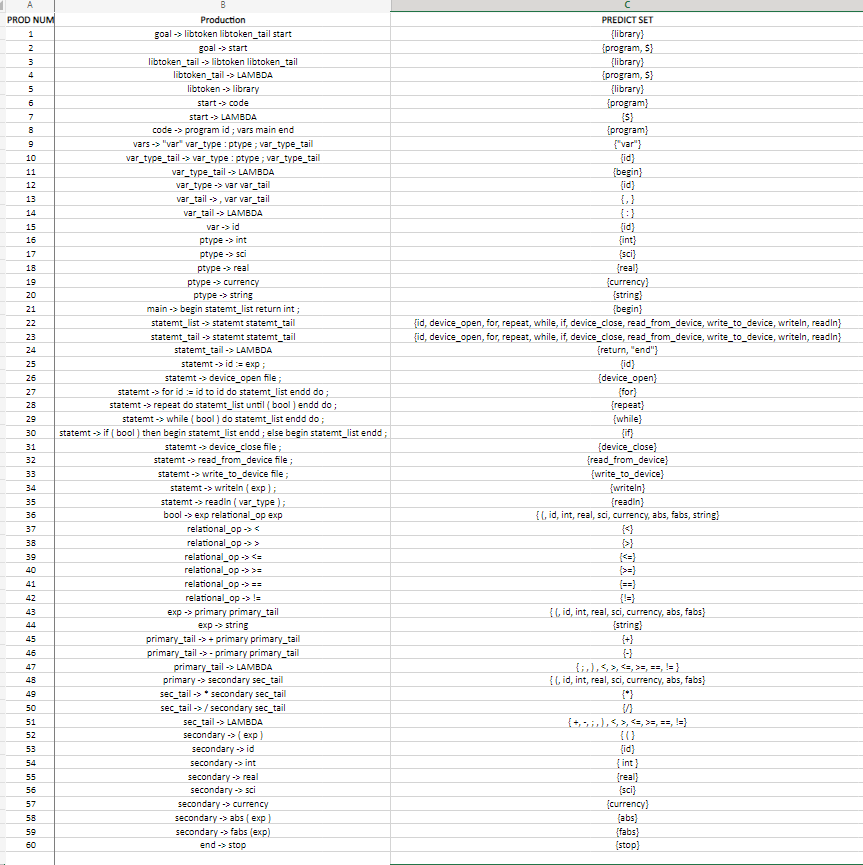 A B C
PROD NUM Production PREDICT SET
1 goal -> libtoken libtoken_tail start {library}
2 goal -> start {program, $}
3 libtoken_tail -> libtoken libtoken_tail {library}
4 libtoken_tail -> LAMBDA {program, $}
5 libtoken -> library {library}
6 start -> code {program}
7 start -> LAMBDA {$}
8 code -> program id ; vars main end {program}
9 vars -> "var" var_type : ptype ; var_type_tail {"var"}
10 var_type_tail -> var_type : ptype ; var_type_tail {id}
11 var_type_tail -> LAMBDA {begin}
12 var_type -> var var_tail {id}
13 var_tail -> , var var_tail { , }
14 var_tail -> LAMBDA { : }
15 var -> id {id}
16 ptype -> int {int}
17 ptype -> sci {sci}
18 ptype -> real {real}
19 ptype -> currency {currency}
20 ptype -> string {string}
21 main -> begin statemt_list return int ; {begin}
22 statemt_list -> statemt statemt_tail {id, device_open, for, repeat, while, if, device_close, read_from_device, write_to_device, writeln, readln}
23 statemt_tail -> statemt statemt_tail {id, device_open, for, repeat, while, if, device_close, read_from_device, write_to_device, writeln, readln}
24 statemt_tail -> LAMBDA {return, "end"}
25 statemt -> id := exp ; {id}
26 statemt -> device_open file ; {device_open}
27 statemt -> for id := id to id do statemt_list endd do ; {for}
28 statemt -> repeat do statemt_list until ( bool ) endd do ; {repeat}
29 statemt -> while ( bool ) do statemt_list endd do ; {while}
30 statemt -> if ( bool ) then begin statemt_list endd ; else begin statemt_list endd ; {if}
31 statemt -> device_close file ; {device_close}
32 statemt -> read_from_device file ; {read_from_device}
33 statemt -> write_to_device file ; {write_to_device}
34 statemt -> writeln ( exp ) ; {writeln}
35 statemt -> readln ( var_type ) ; {readln}
36 bool -> exp relational_op exp { (, id, int, real, sci, currency, abs, fabs, string}
37 relational_op -> < {<}
38 relational_op -> > {>}
39 relational_op -> <= {<=}
40 relational_op -> >= {>=}
41 relational_op -> == {==}
42 relational_op -> != {!=}
43 exp -> primary primary_tail { (, id, int, real, sci, currency, abs, fabs}
44 exp -> string {string}
45 primary_tail -> + primary primary_tail {+}
46 primary_tail -> - primary primary_tail {-}
47 primary_tail -> LAMBDA { ; , ) , <, >, <=, >=, ==, != }
48 primary -> secondary sec_tail { (, id, int, real, sci, currency, abs, fabs}
49 sec_tail -> * secondary sec_tail {*}
50 sec_tail -> / secondary sec_tail {/}
51 sec_tail -> LAMBDA { +, -, ; , ) , <, >, <=, >=, ==, !=}
52 secondary -> ( exp ) { ( }
53 secondary -> id {id}
54 secondary -> int { int }
55 secondary -> real {real}
56 secondary -> sci {sci}
57 secondary -> currency {currency}
58 secondary -> abs ( exp ) {abs}
59 secondary -> fabs (exp) {fabs}
60 end -> stop {stop}